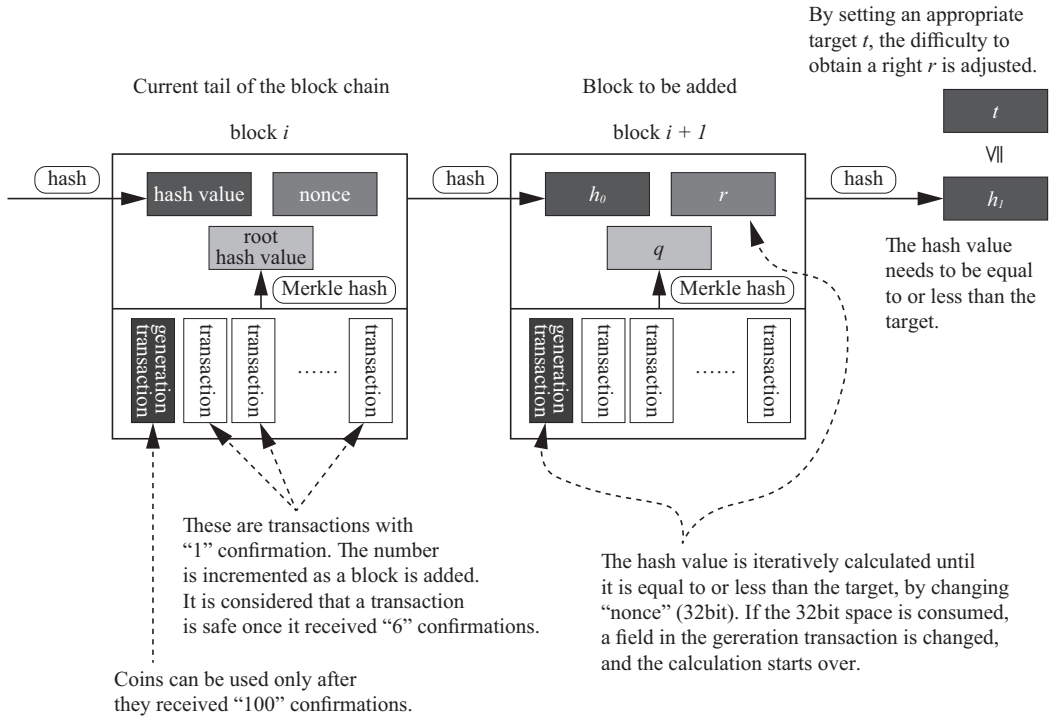 By setting an appropriate
target t, the difficulty to
obtain a right r is adjusted.
Current tail of the block chain
Block to be added
block i
block i + 1
t
VII
hash
hash value
nonce
root
hash value
Merkle hash
hash
h0
r
q
Merkle hash
hash
h1
The hash value
needs to be equal
to or less than the
target.
generation
transaction
transaction
transaction
......
transaction
generation
transaction
transaction
transaction
......
transaction
These are transactions with
“1” confirmation. The number
is incremented as a block is added.
It is considered that a transaction
is safe once it received “6” confirmations.
The hash value is iteratively calculated until
it is equal to or less than the target, by changing
“nonce” (32bit). If the 32bit space is consumed,
a field in the gereration transaction is changed,
and the calculation starts over.
Coins can be used only after
they received “100” confirmations.